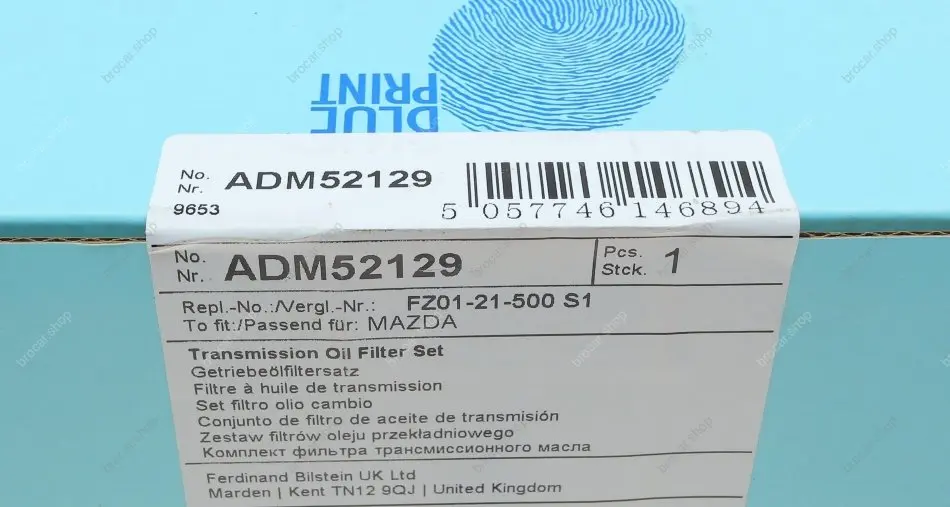 BLUE
PRINT
No.
Nr. ADM52129
9653
5 057746 146894
No.
Nr. ADM52129
Pcs.
Stck. 1
Repl.-No.:/Vergl.-Nr.: FZ01-21-500 S1
To fit:/Passend für: MAZDA
Transmission Oil Filter Set
Getriebeölfiltersatz
Filtre à huile de transmission
Set filtro olio cambio
Conjunto de filtro de aceite de transmisión
Zestaw filtrów oleju przekładniowego
Комплект фильтра трансмиссионного масла
Ferdinand Bilstein UK Ltd
Marden | Kent TN12 9QJ | United Kingdom
brocar.shop